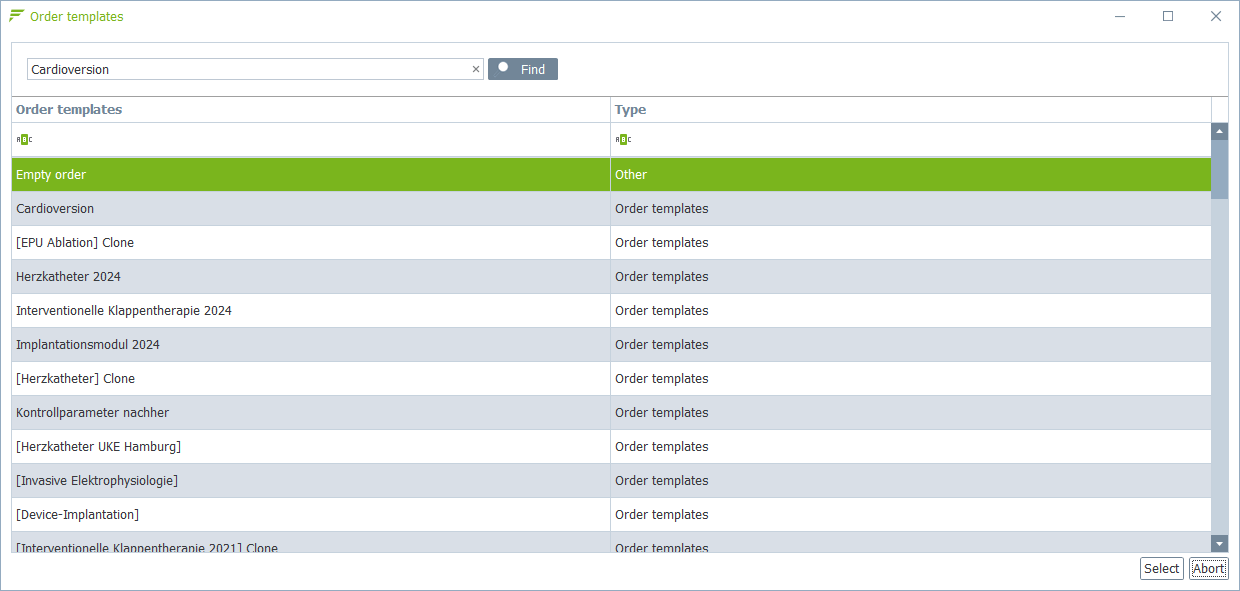 Order templates
Cardioversion × Find
Order templates Type
ABC ABC
Empty order Other
Cardioversion Order templates
[EPU Ablation] Clone Order templates
Herzkatheter 2024 Order templates
Interventionelle Klappentherapie 2024 Order templates
Implantationsmodul 2024 Order templates
[Herzkatheter] Clone Order templates
Kontrollparameter nachher Order templates
[Herzkatheter UKE Hamburg] Order templates
[Invasive Elektrophysiologie] Order templates
[Device-Implantation] Order templates
[Interventionelle Klappentherapie 2021] Clone Order templates
Select Abort